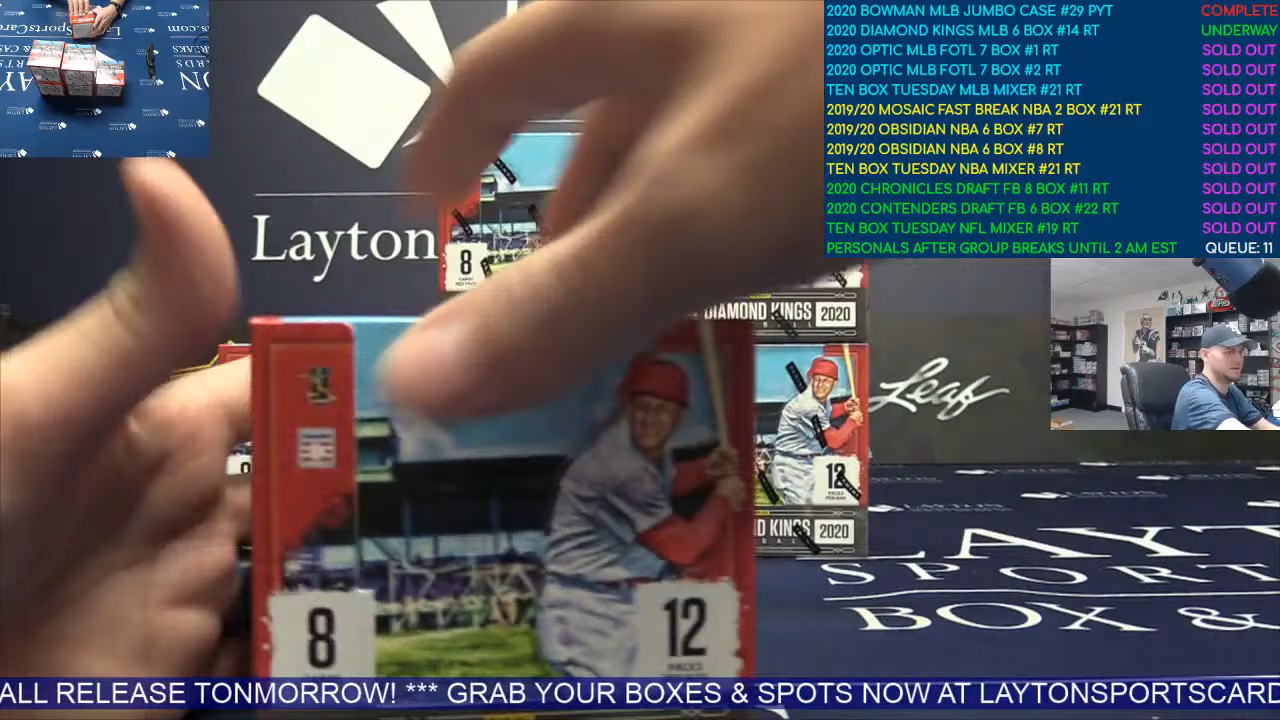 2020 BOWMAN MLB JUMBO CASE #29 PYT COMPLETE
2020 DIAMOND KINGS MLB 6 BOX #14 RT UNDERWAY
2020 OPTIC MLB FOTL 7 BOX #1 RT SOLD OUT
2020 OPTIC MLB FOTL 7 BOX #2 RT SOLD OUT
TEN BOX TUESDAY MLB MIXER #21 RT SOLD OUT
2019/20 MOSAIC FAST BREAK NBA 2 BOX #21 RT SOLD OUT
2019/20 OBSIDIAN NBA 6 BOX #7 RT SOLD OUT
2019/20 OBSIDIAN NBA 6 BOX #8 RT SOLD OUT
TEN BOX TUESDAY NBA MIXER #21 RT SOLD OUT
2020 CHRONICLES DRAFT FB 8 BOX #11 RT SOLD OUT
2020 CONTENDERS DRAFT FB 6 BOX #22 RT SOLD OUT
TEN BOX TUESDAY NFL MIXER #19 RT SOLD OUT
PERSONALS AFTER GROUP BREAKS UNTIL 2 AM EST QUEUE: 11
Layton
8
DIAMOND KINGS 2020
Leaf
12
ND KINGS 2020
8
12
PACKS
LAYT
SPORTS
BOX &
ALL RELEASE TONMORROW! *** GRAB YOUR BOXES & SPOTS NOW AT LAYTONSPORTSCARD